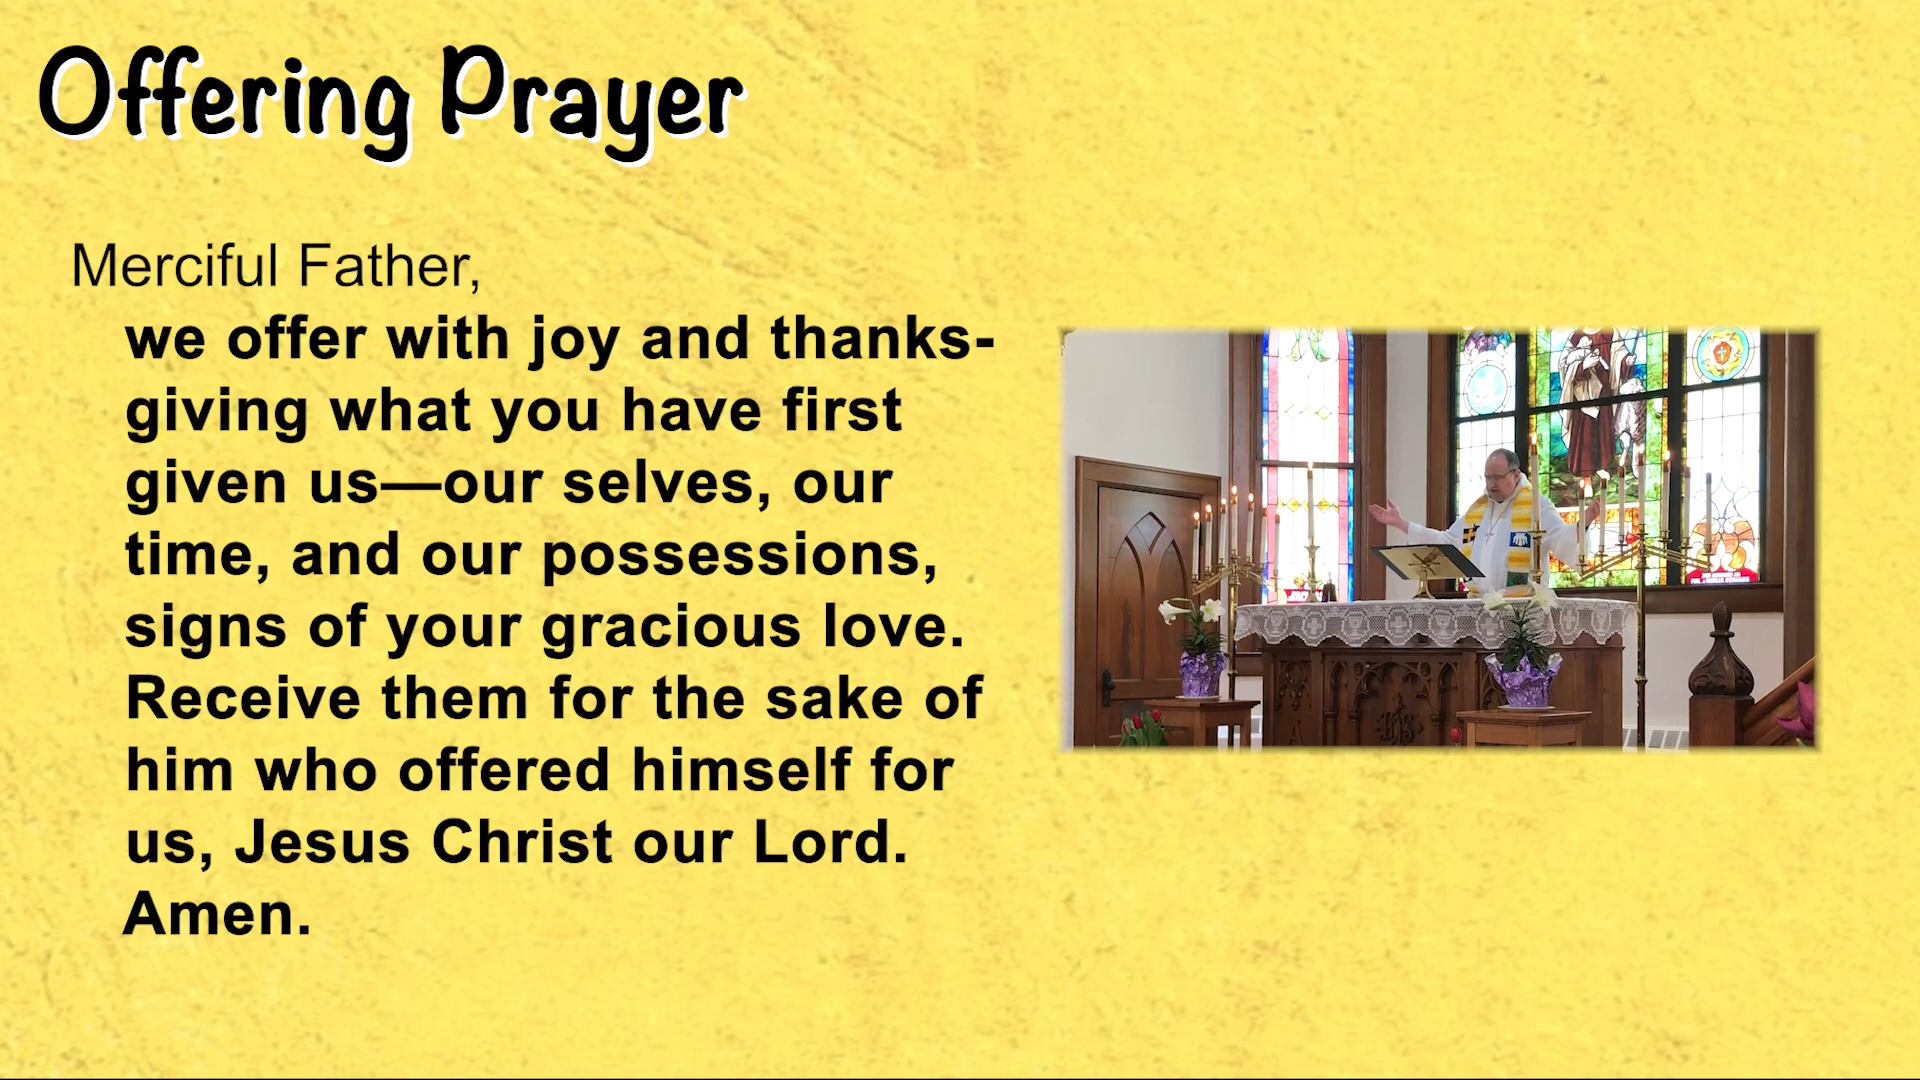 Offering Prayer
Merciful Father,
we offer with joy and thanks-
giving what you have first
given us—our selves, our
time, and our possessions,
signs of your gracious love.
Receive them for the sake of
him who offered himself for
us, Jesus Christ our Lord.
Amen.